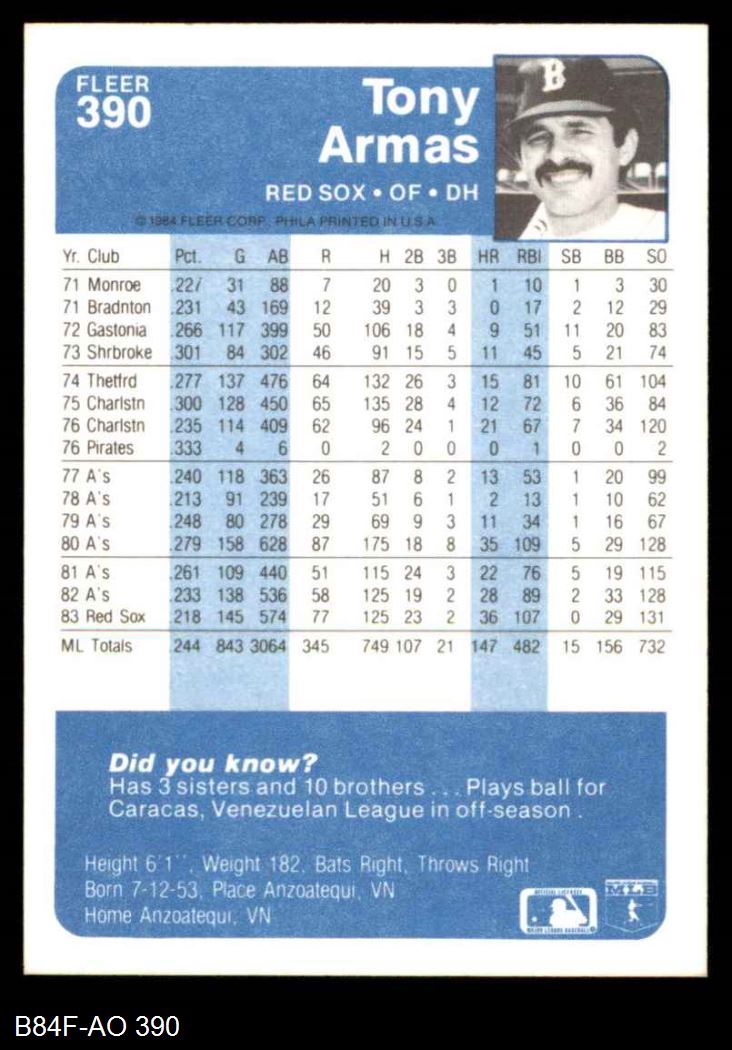 FLEER
390
Tony
Armas
RED SOX • OF • DH
B
© 1984 FLEER CORP., PHILA PRINTED IN U.S.A.
Yr. Club Pct. G AB R H 2B 3B HR RBI SB BB SO
71 Monroe .227 31 88 7 20 3 0 1 10 1 3 30
71 Bradnton .231 43 169 12 39 3 3 0 17 2 12 29
72 Gastonia .266 117 399 50 106 18 4 9 51 11 20 83
73 Shrbroke .301 84 302 46 91 15 5 11 45 5 21 74
74 Thetfrd .277 137 476 64 132 26 3 15 81 10 61 104
75 Charlstn .300 128 450 65 135 28 4 12 72 6 36 84
76 Charlstn .235 114 409 62 96 24 1 21 67 7 34 120
76 Pirates .333 4 6 0 2 0 0 0 1 0 0 2
77 A's .240 118 363 26 87 8 2 13 53 1 20 99
78 A's .213 91 239 17 51 6 1 2 13 1 10 62
79 A's .248 80 278 29 69 9 3 11 34 1 16 67
80 A's .279 158 628 87 175 18 8 35 109 5 29 128
81 A's .261 109 440 51 115 24 3 22 76 5 19 115
82 A's .233 138 536 58 125 19 2 28 89 2 33 128
83 Red Sox .218 145 574 77 125 23 2 36 107 0 29 131
ML Totals .244 843 3064 345 749 107 21 147 482 15 156 732
Did you know?
Has 3 sisters and 10 brothers . . . Plays ball for
Caracas, Venezuelan League in off-season .
Height 6'1'', Weight 182, Bats Right, Throws Right
Born 7-12-53, Place Anzoatequi, VN
Home Anzoatequi, VN
OFFICIAL LICENSEE
MAJOR LEAGUE BASEBALL
MLB
B84F-AO 390